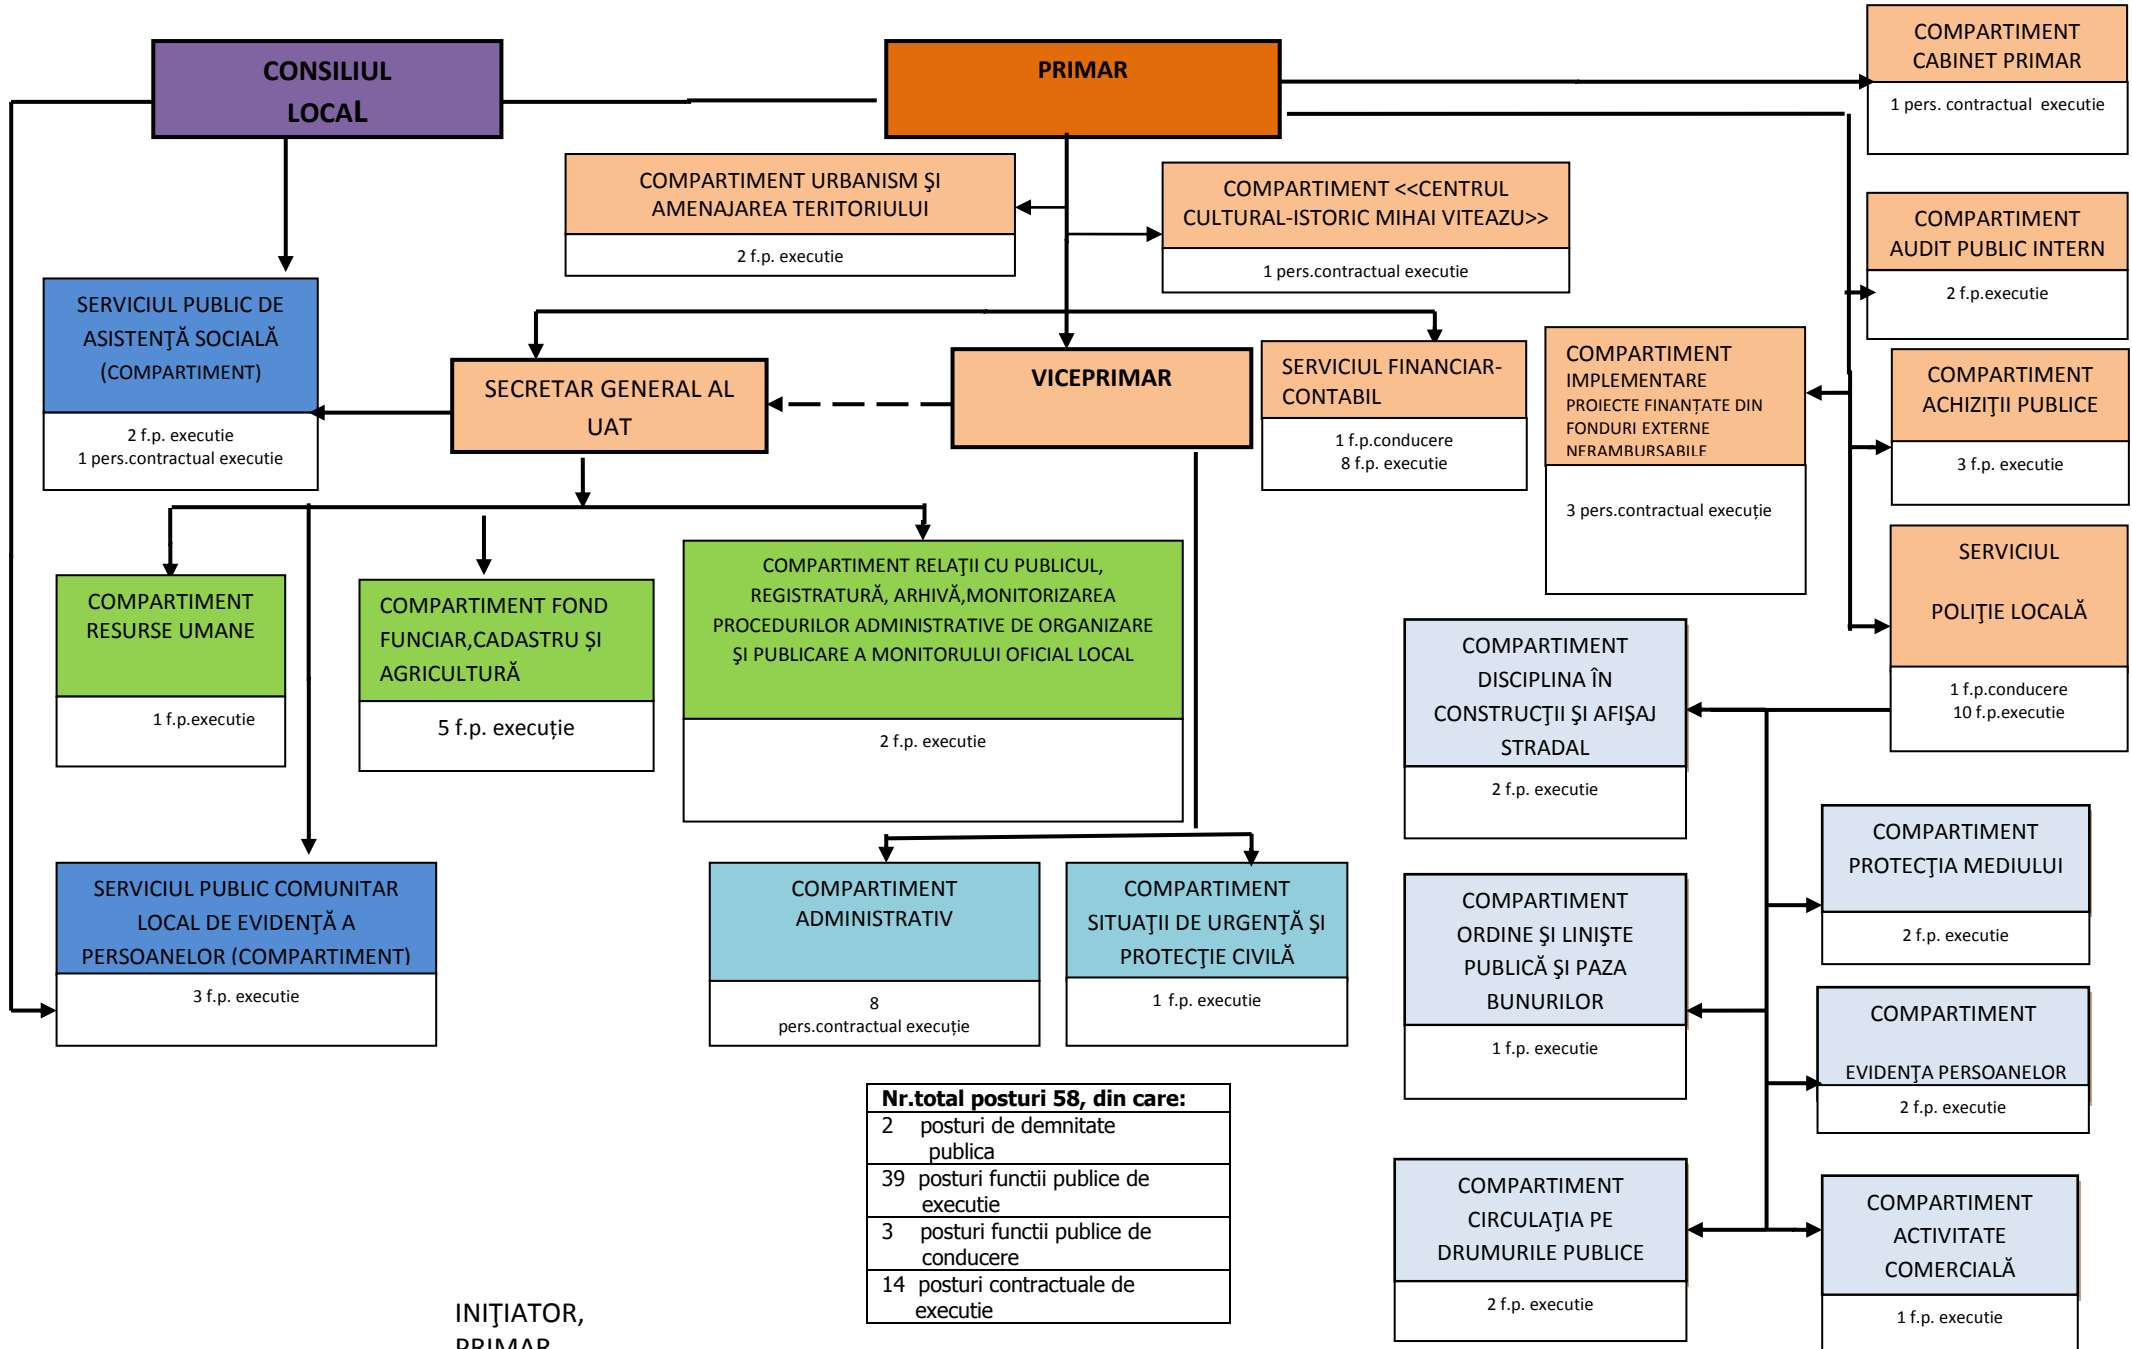 CONSILIUL
LOCAL
PRIMAR
COMPARTIMENT
CABINET PRIMAR
1 pers. contractual executie
COMPARTIMENT URBANISM ŞI
AMENAJAREA TERITORIULUI
2 f.p. executie
COMPARTIMENT <<CENTRUL
CULTURAL-ISTORIC MIHAI VITEAZU>>
1 pers.contractual executie
COMPARTIMENT
AUDIT PUBLIC INTERN
2 f.p.executie
SERVICIUL PUBLIC DE
ASISTENŢĂ SOCIALĂ
(COMPARTIMENT)
2 f.p. executie
1 pers.contractual executie
SECRETAR GENERAL AL
UAT
VICEPRIMAR
SERVICIUL FINANCIAR-
CONTABIL
1 f.p.conducere
8 f.p. executie
COMPARTIMENT
IMPLEMENTARE
PROIECTE FINANȚATE DIN
FONDURI EXTERNE
NERAMBURSABILE
3 pers.contractual execuție
COMPARTIMENT
ACHIZIŢII PUBLICE
3 f.p. executie
SERVICIUL
POLIŢIE LOCALĂ
1 f.p.conducere
10 f.p.executie
COMPARTIMENT
RESURSE UMANE
1 f.p.executie
COMPARTIMENT FOND
FUNCIAR,CADASTRU ȘI
AGRICULTURĂ
5 f.p. execuție
COMPARTIMENT RELAŢII CU PUBLICUL,
REGISTRATURĂ, ARHIVĂ,MONITORIZAREA
PROCEDURILOR ADMINISTRATIVE DE ORGANIZARE
ŞI PUBLICARE A MONITORULUI OFICIAL LOCAL
2 f.p. executie
COMPARTIMENT
DISCIPLINA ÎN
CONSTRUCŢII ŞI AFIŞAJ
STRADAL
2 f.p. executie
COMPARTIMENT
PROTECŢIA MEDIULUI
2 f.p. executie
SERVICIUL PUBLIC COMUNITAR
LOCAL DE EVIDENŢĂ A
PERSOANELOR (COMPARTIMENT)
3 f.p. executie
COMPARTIMENT
ADMINISTRATIV
8
pers.contractual execuție
COMPARTIMENT
SITUAŢII DE URGENŢĂ ŞI
PROTECŢIE CIVILĂ
1 f.p. executie
COMPARTIMENT
ORDINE ŞI LINIŞTE
PUBLICĂ ŞI PAZA
BUNURILOR
1 f.p. executie
COMPARTIMENT
EVIDENŢA PERSOANELOR
2 f.p. executie
Nr.total posturi 58, din care:
2 posturi de demnitate
publica
39 posturi functii publice de
executie
3 posturi functii publice de
conducere
14 posturi contractuale de
executie
COMPARTIMENT
CIRCULAŢIA PE
DRUMURILE PUBLICE
2 f.p. executie
COMPARTIMENT
ACTIVITATE
COMERCIALĂ
1 f.p. executie
INIŢIATOR,
PRIMAR